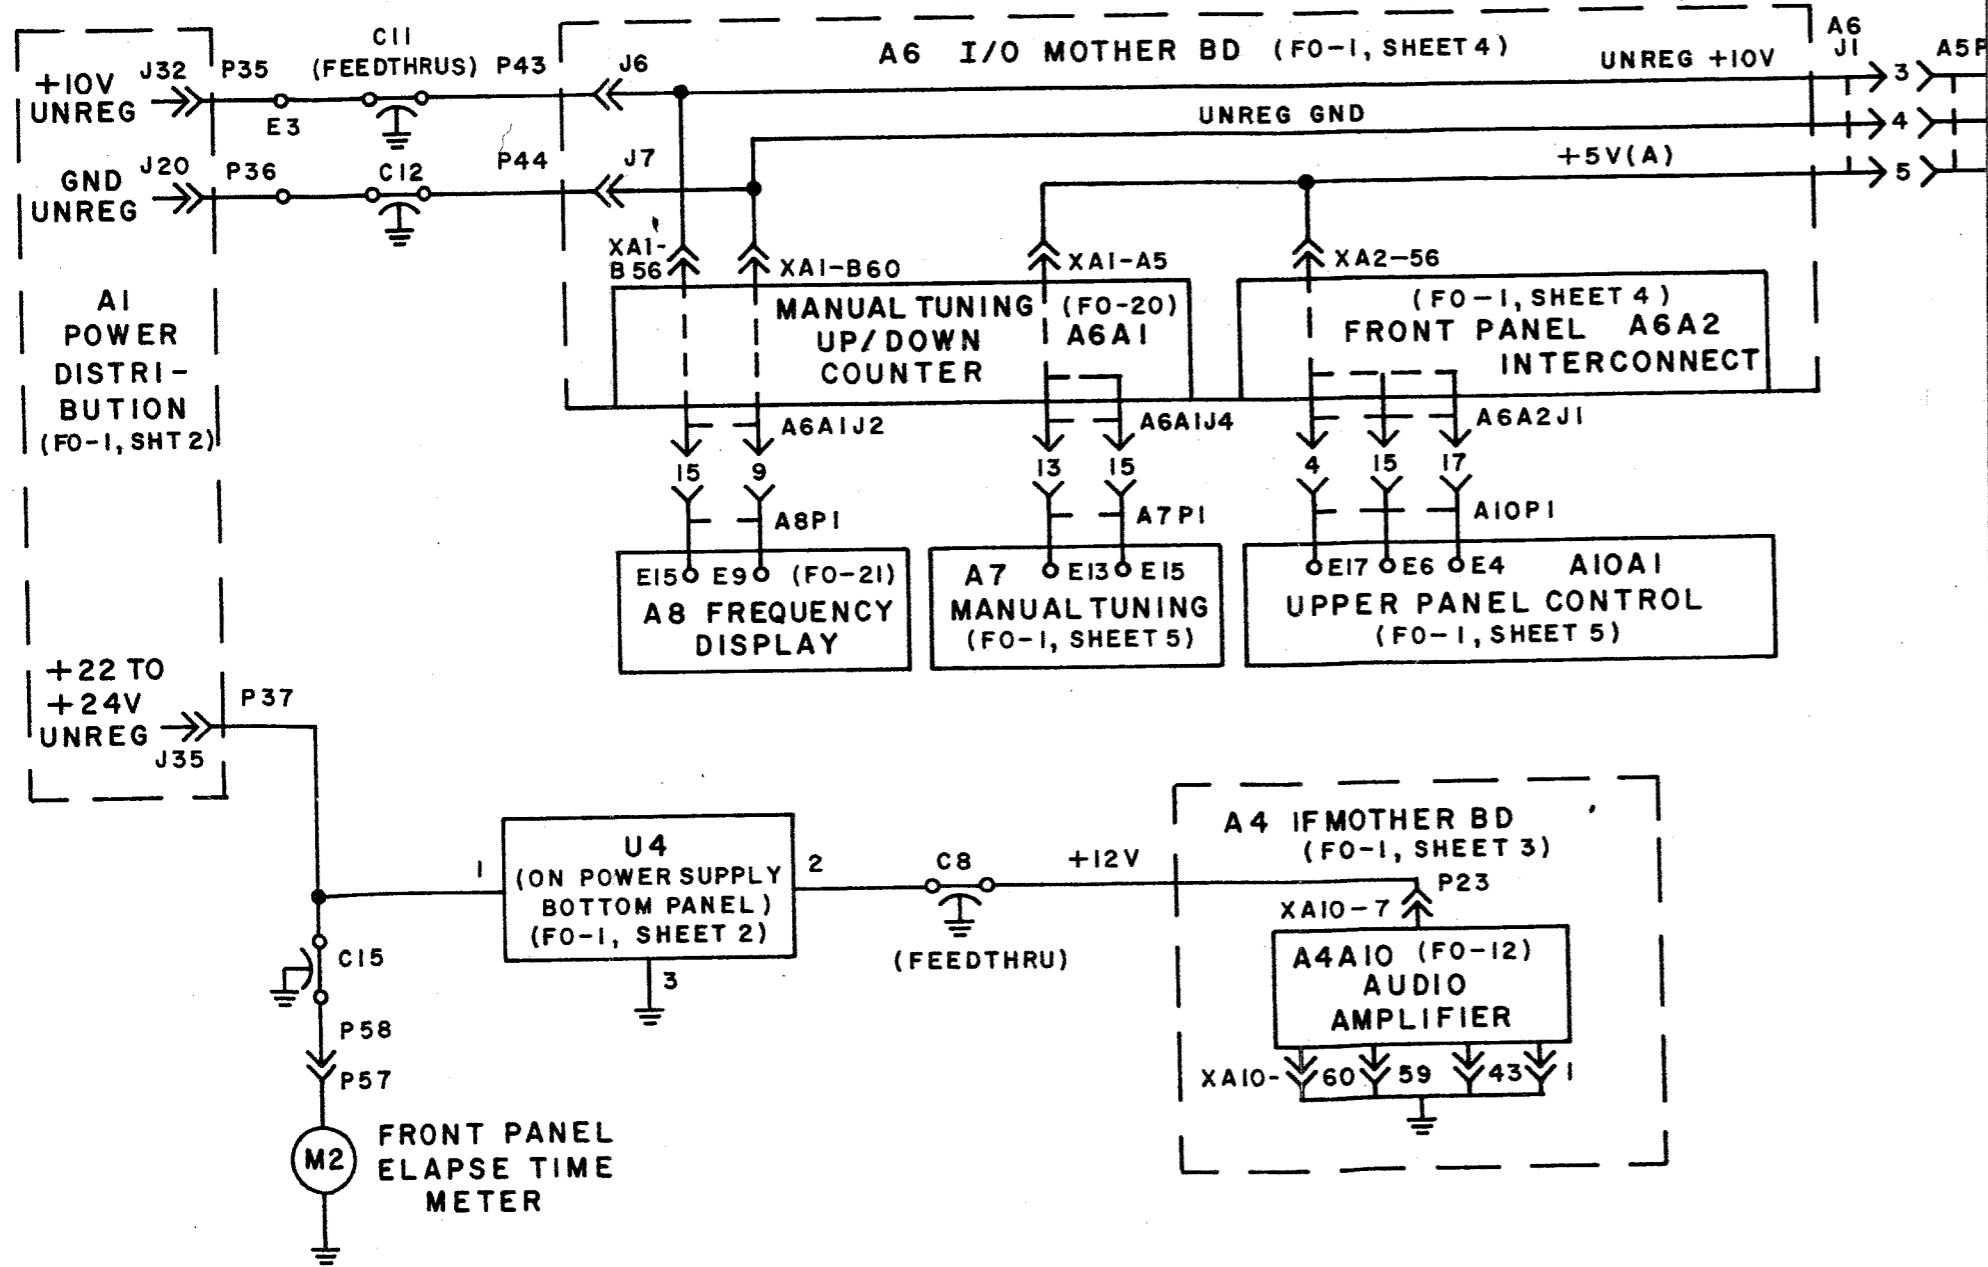 +10V
UNREG
J32
P35
E3
C11
(FEEDTHRUS)
P43
J6
A6 I/O MOTHER BD (FO-1, SHEET 4)
UNREG +10V
A6
J1
3
UNREG GND
4
+5V(A)
5
GND
UNREG
J20
P36
C12
P44
J7
XA1-
B56
XA1-B60
XA1-A5
XA2-56
A1
POWER
DISTRI-
BUTION
(FO-1, SHT 2)
MANUAL TUNING
UP/DOWN
COUNTER
(FO-20)
A6A1
(FO-1, SHEET 4)
FRONT PANEL A6A2
INTERCONNECT
A6A1J2
A6A1J4
A6A2J1
15
9
13
15
4
15
17
A8P1
A7P1
A10P1
E15
E9
(FO-21)
A8 FREQUENCY
DISPLAY
A7
E13
E15
MANUAL TUNING
(FO-1, SHEET 5)
E17
E6
E4
A10A1
UPPER PANEL CONTROL
(FO-1, SHEET 5)
+22 TO
+24V
UNREG
J35
P37
1
U4
(ON POWER SUPPLY
BOTTOM PANEL)
(FO-1, SHEET 2)
2
3
C8
(FEEDTHRU)
+12V
A4 IF MOTHER BD
(FO-1, SHEET 3)
P23
XA10-7
A4A10 (FO-12)
AUDIO
AMPLIFIER
XA10-
60
59
43
1
C15
P58
P57
M2
FRONT PANEL
ELAPSE TIME
METER